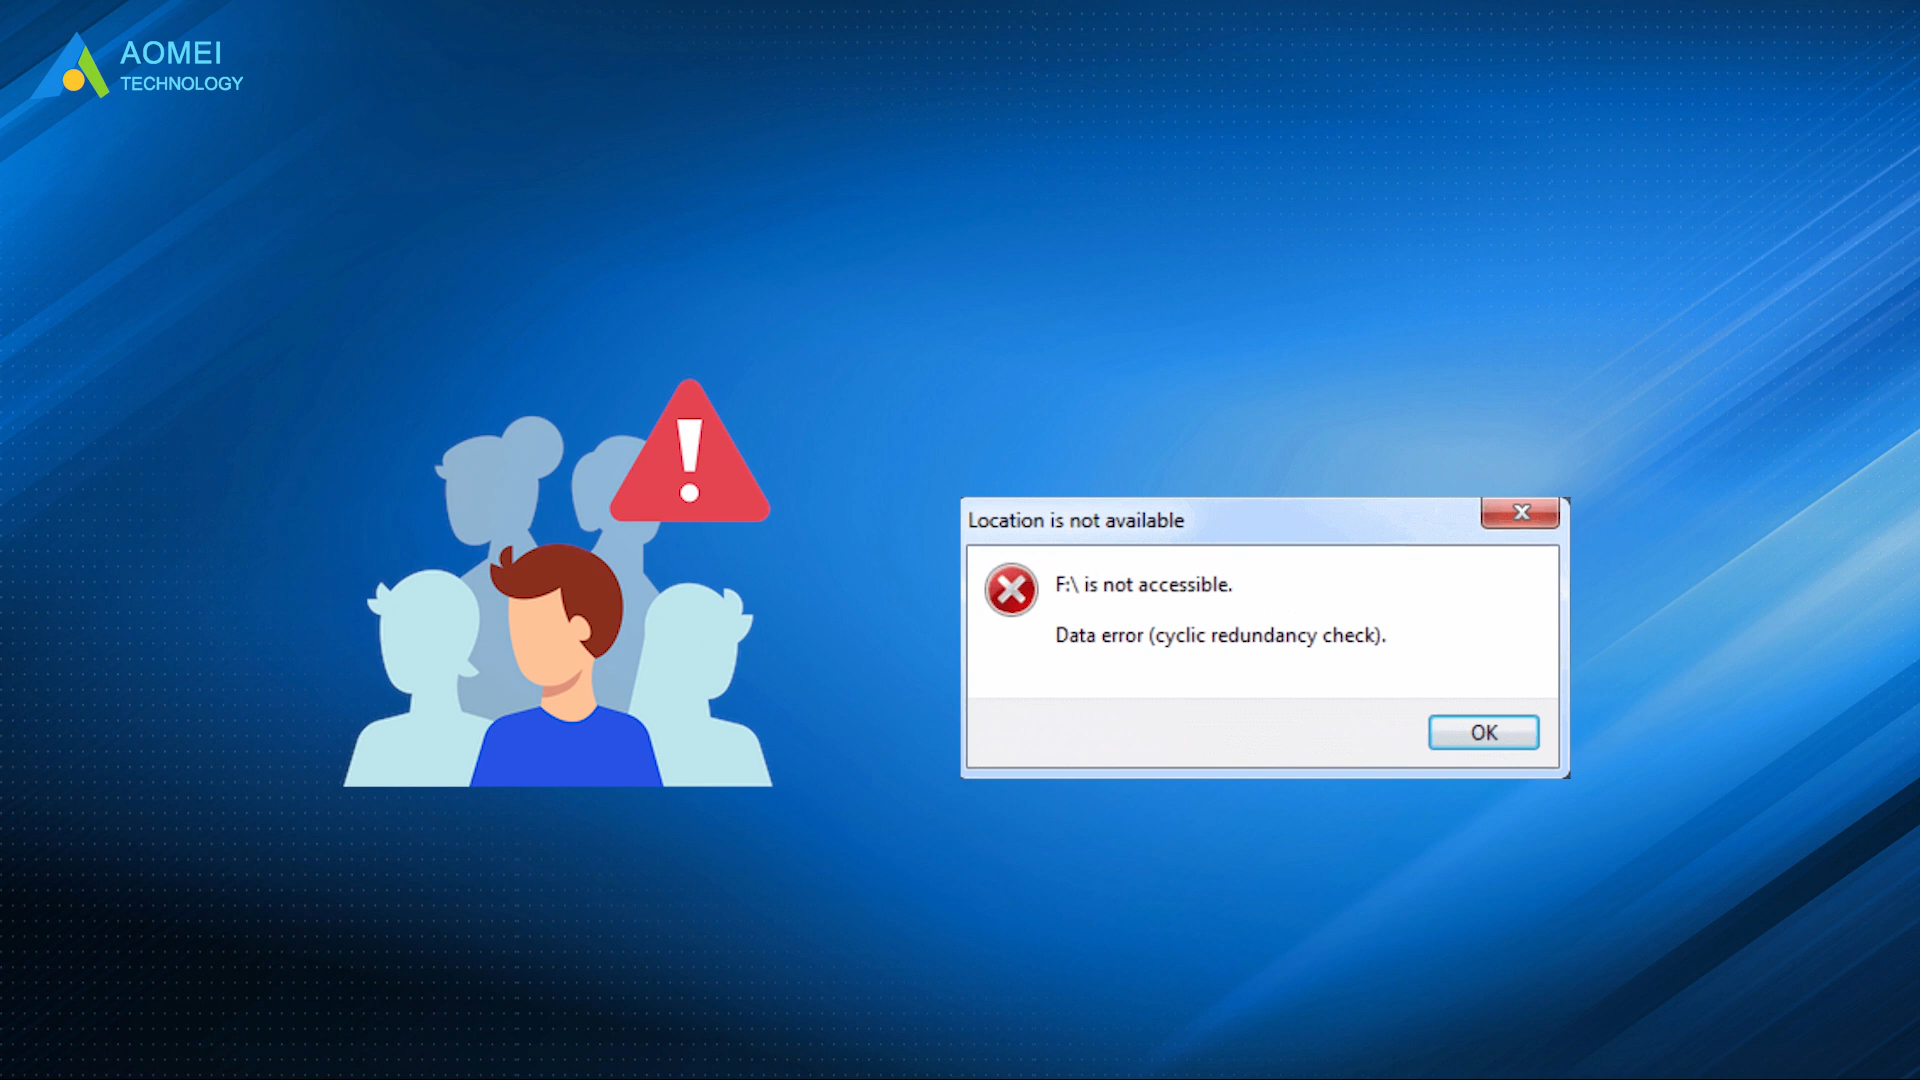 AOMEI
TECHNOLOGY
Location is not available
F:\ is not accessible.
Data error (cyclic redundancy check).
OK